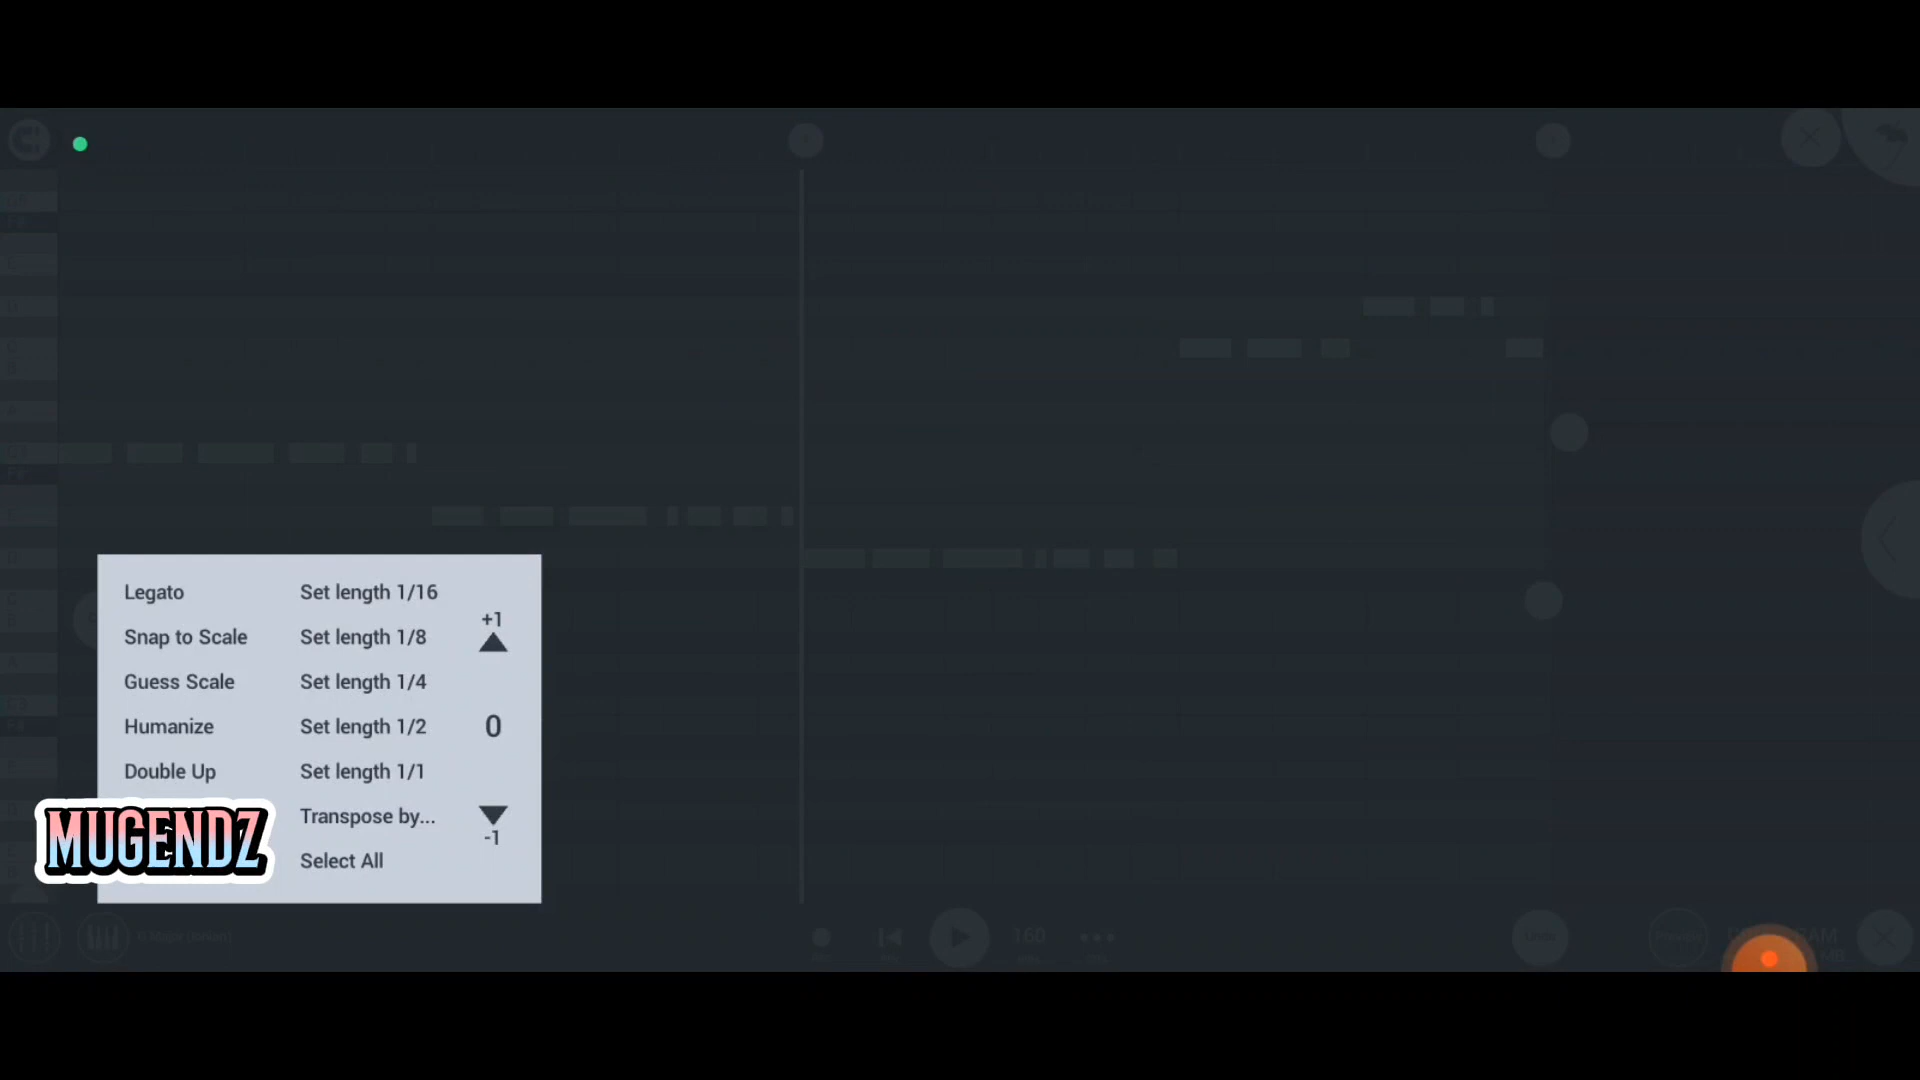 Legato Set length 1/16
+1
Snap to Scale Set length 1/8
Guess Scale Set length 1/4
Humanize Set length 1/2 0
Double Up Set length 1/1
Transpose by...
-1
Select All
MUGENDZ
160